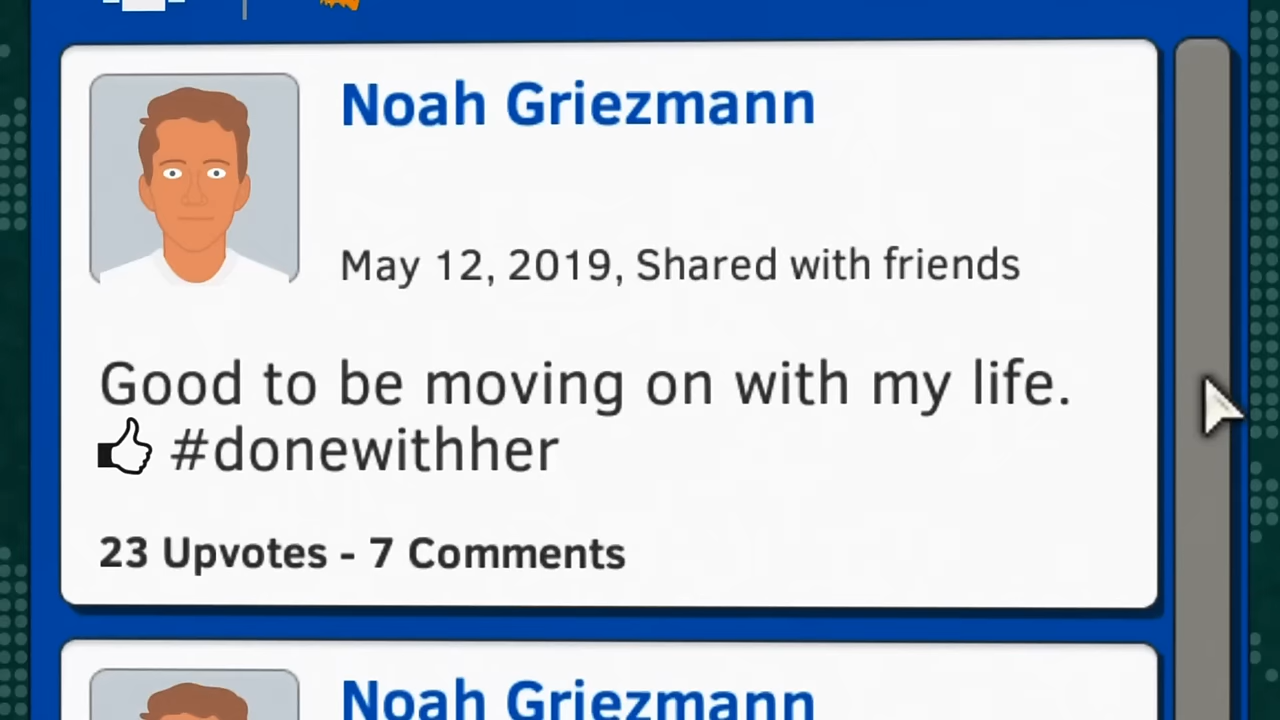 Noah Griezmann
May 12, 2019, Shared with friends
Good to be moving on with my life.
#donewithher
23 Upvotes - 7 Comments
Noah Griezmann